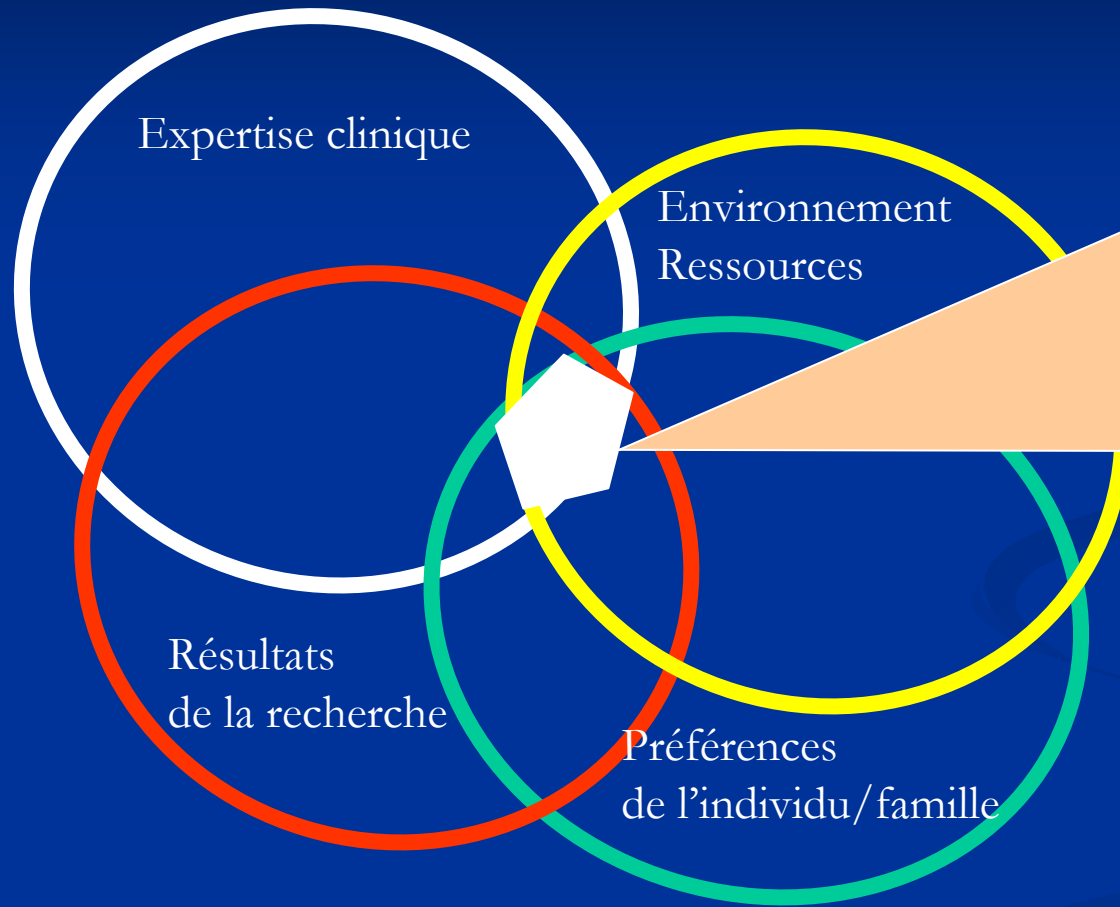 Expertise clinique
Environnement
Ressources
Résultats
de la recherche
Préférences
de l’individu/famille